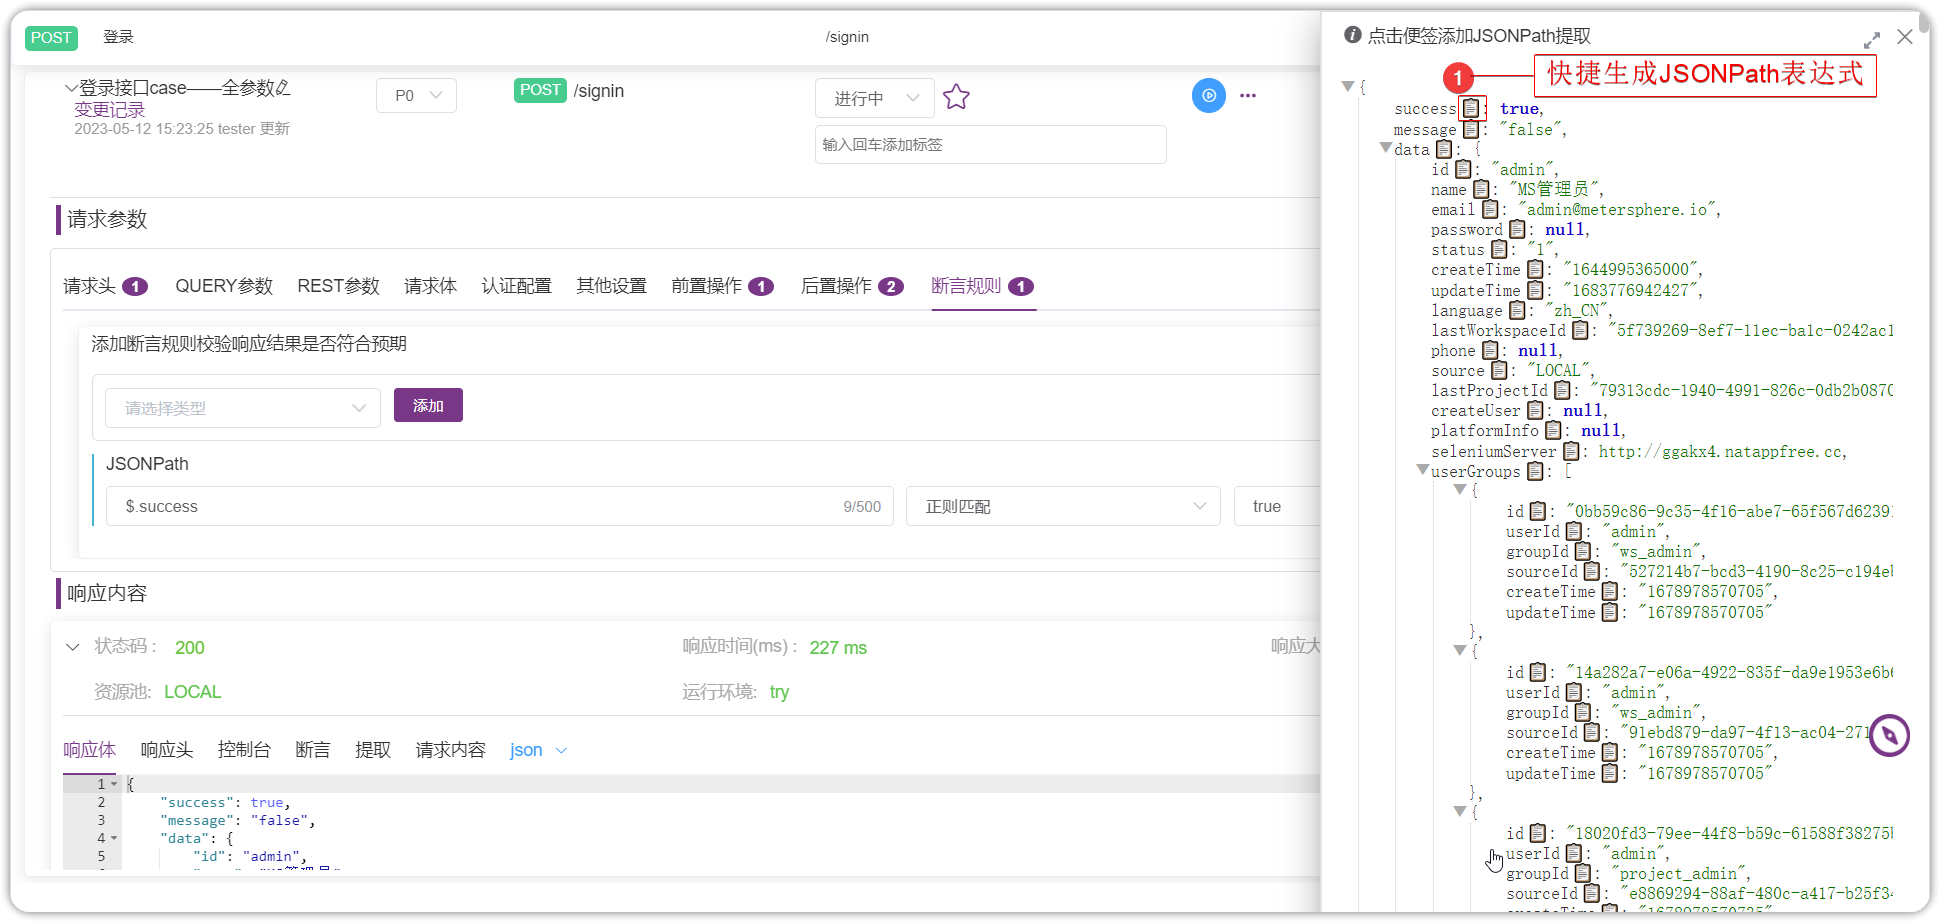 POST 登录 /signin
登录接口case——全参数
变更记录
2023-05-12 15:23:25 tester 更新
P0
POST /signin
进行中
输入回车添加标签
请求参数
请求头 1 QUERY参数 REST参数 请求体 认证配置 其他设置 前置操作 1 后置操作 2 断言规则 1
添加断言规则校验响应结果是否符合预期
请选择类型 添加
JSONPath
$.success 9/500 正则匹配 true
响应内容
状态码： 200 响应时间(ms)： 227 ms 响应大
资源池: LOCAL 运行环境: try
响应体 响应头 控制台 断言 提取 请求内容 json
1 {
2 "success": true,
3 "message": "false",
4 "data": {
5 "id": "admin",
点击便签添加JSONPath提取
1 快捷生成JSONPath表达式
{
success : true,
message : "false",
data : {
id : "admin",
name : "MS管理员",
email : "admin@metersphere.io",
password : null,
status : "1",
createTime : "1644995365000",
updateTime : "1683776942427",
language : "zh_CN",
lastWorkspaceId : "5f739269-8ef7-11ec-ba1c-0242ac1
phone : null,
source : "LOCAL",
lastProjectId : "79313cdc-1940-4991-826c-0db2b0870
createUser : null,
platformInfo : null,
seleniumServer : http://ggakx4.natappfree.cc,
userGroups : [
{
id : "0bb59c86-9c35-4f16-abe7-65f567d62391
userId : "admin",
groupId : "ws_admin",
sourceId : "527214b7-bcd3-4190-8c25-c194eb
createTime : "1678978570705",
updateTime : "1678978570705"
},
{
id : "14a282a7-e06a-4922-835f-da9e1953e6b6
userId : "admin",
groupId : "ws_admin",
sourceId : "91ebd879-da97-4f13-ac04-271
createTime : "1678978570705",
updateTime : "1678978570705"
},
{
id : "18020fd3-79ee-44f8-b59c-61588f38275b
userId : "admin",
groupId : "project_admin",
sourceId : "e8869294-88af-480c-a417-b25f34